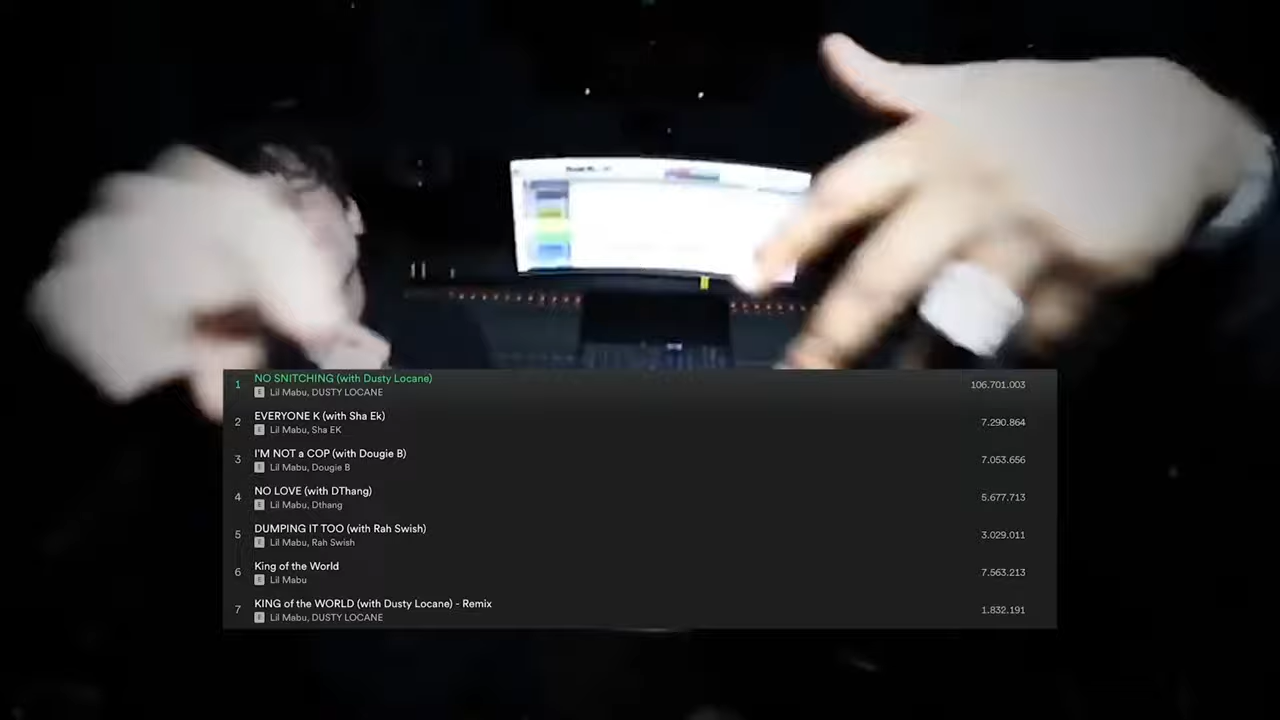 1 NO SNITCHING (with Dusty Locane) 106.701.003
E Lil Mabu, DUSTY LOCANE
2 EVERYONE K (with Sha Ek) 7.290.864
E Lil Mabu, Sha EK
3 I'M NOT a COP (with Dougie B) 7.053.656
E Lil Mabu, Dougie B
4 NO LOVE (with DThang) 5.677.713
E Lil Mabu, Dthang
5 DUMPING IT TOO (with Rah Swish) 3.029.011
E Lil Mabu, Rah Swish
6 King of the World 7.563.213
E Lil Mabu
7 KING of the WORLD (with Dusty Locane) - Remix 1.832.191
E Lil Mabu, DUSTY LOCANE